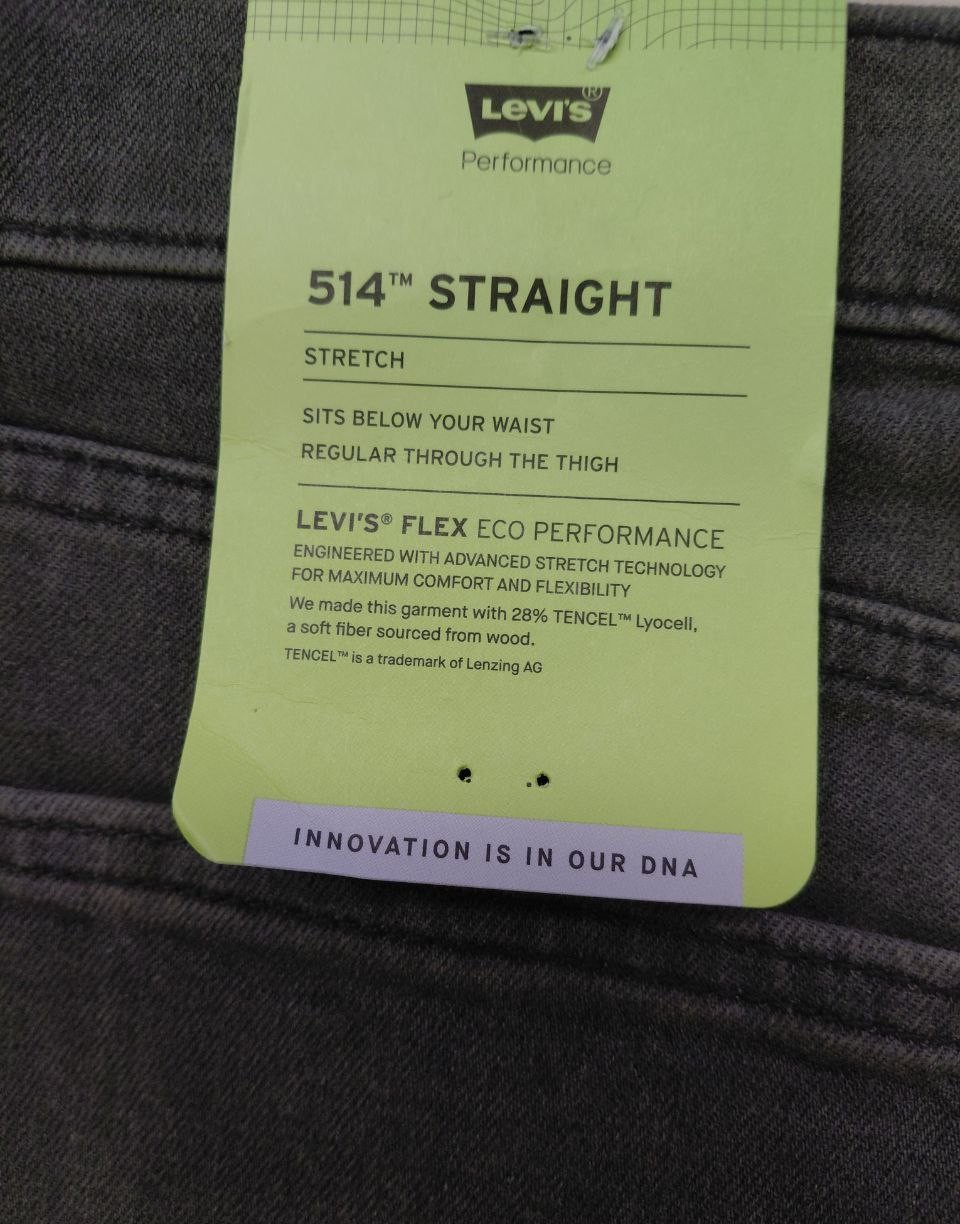 LEVI'S®
Performance
514™ STRAIGHT
STRETCH
SITS BELOW YOUR WAIST
REGULAR THROUGH THE THIGH
LEVI'S® FLEX ECO PERFORMANCE
ENGINEERED WITH ADVANCED STRETCH TECHNOLOGY
FOR MAXIMUM COMFORT AND FLEXIBILITY
We made this garment with 28% TENCEL™ Lyocell,
a soft fiber sourced from wood.
TENCEL™ is a trademark of Lenzing AG
INNOVATION IS IN OUR DNA